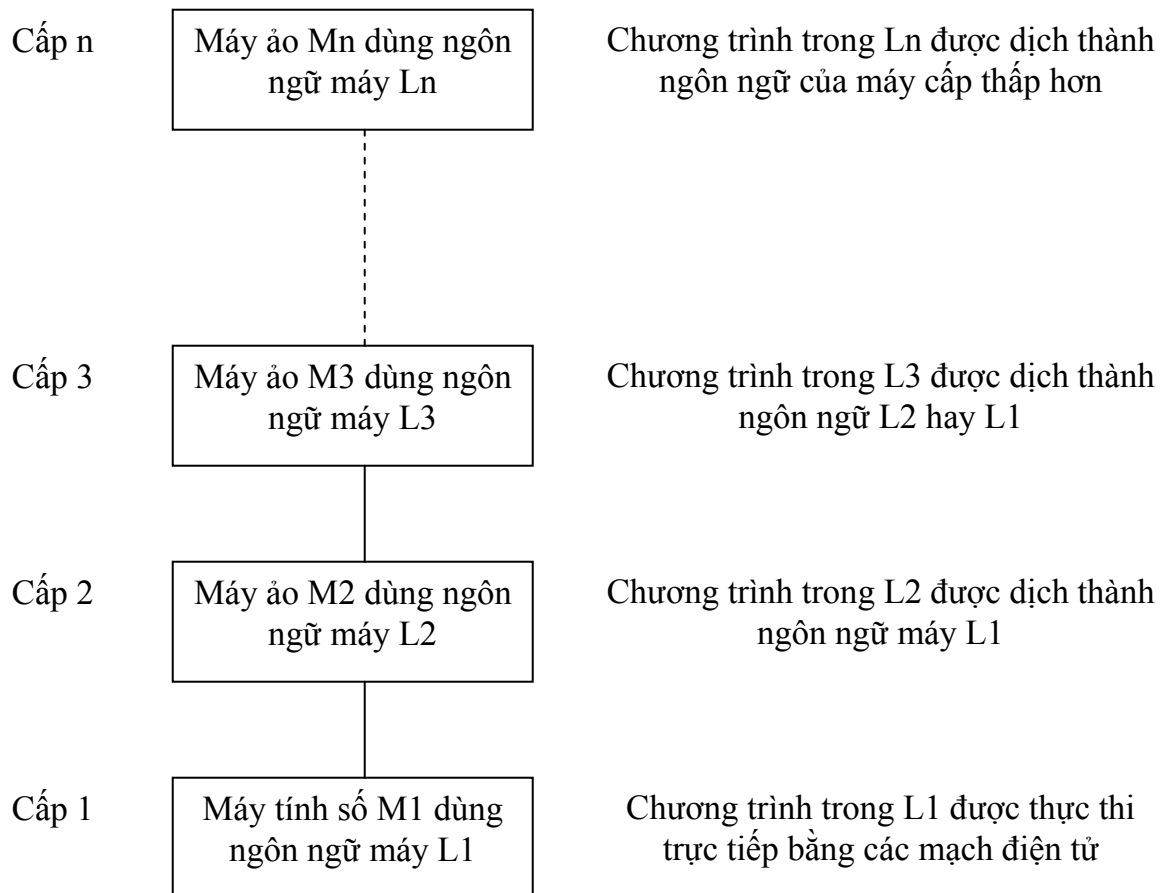 Cấp n
Máy ảo Mn dùng ngôn
ngữ máy Ln
Chương trình trong Ln được dịch thành
ngôn ngữ của máy cấp thấp hơn
Cấp 3
Máy ảo M3 dùng ngôn
ngữ máy L3
Chương trình trong L3 được dịch thành
ngôn ngữ L2 hay L1
Cấp 2
Máy ảo M2 dùng ngôn
ngữ máy L2
Chương trình trong L2 được dịch thành
ngôn ngữ máy L1
Cấp 1
Máy tính số M1 dùng
ngôn ngữ máy L1
Chương trình trong L1 được thực thi
trực tiếp bằng các mạch điện tử